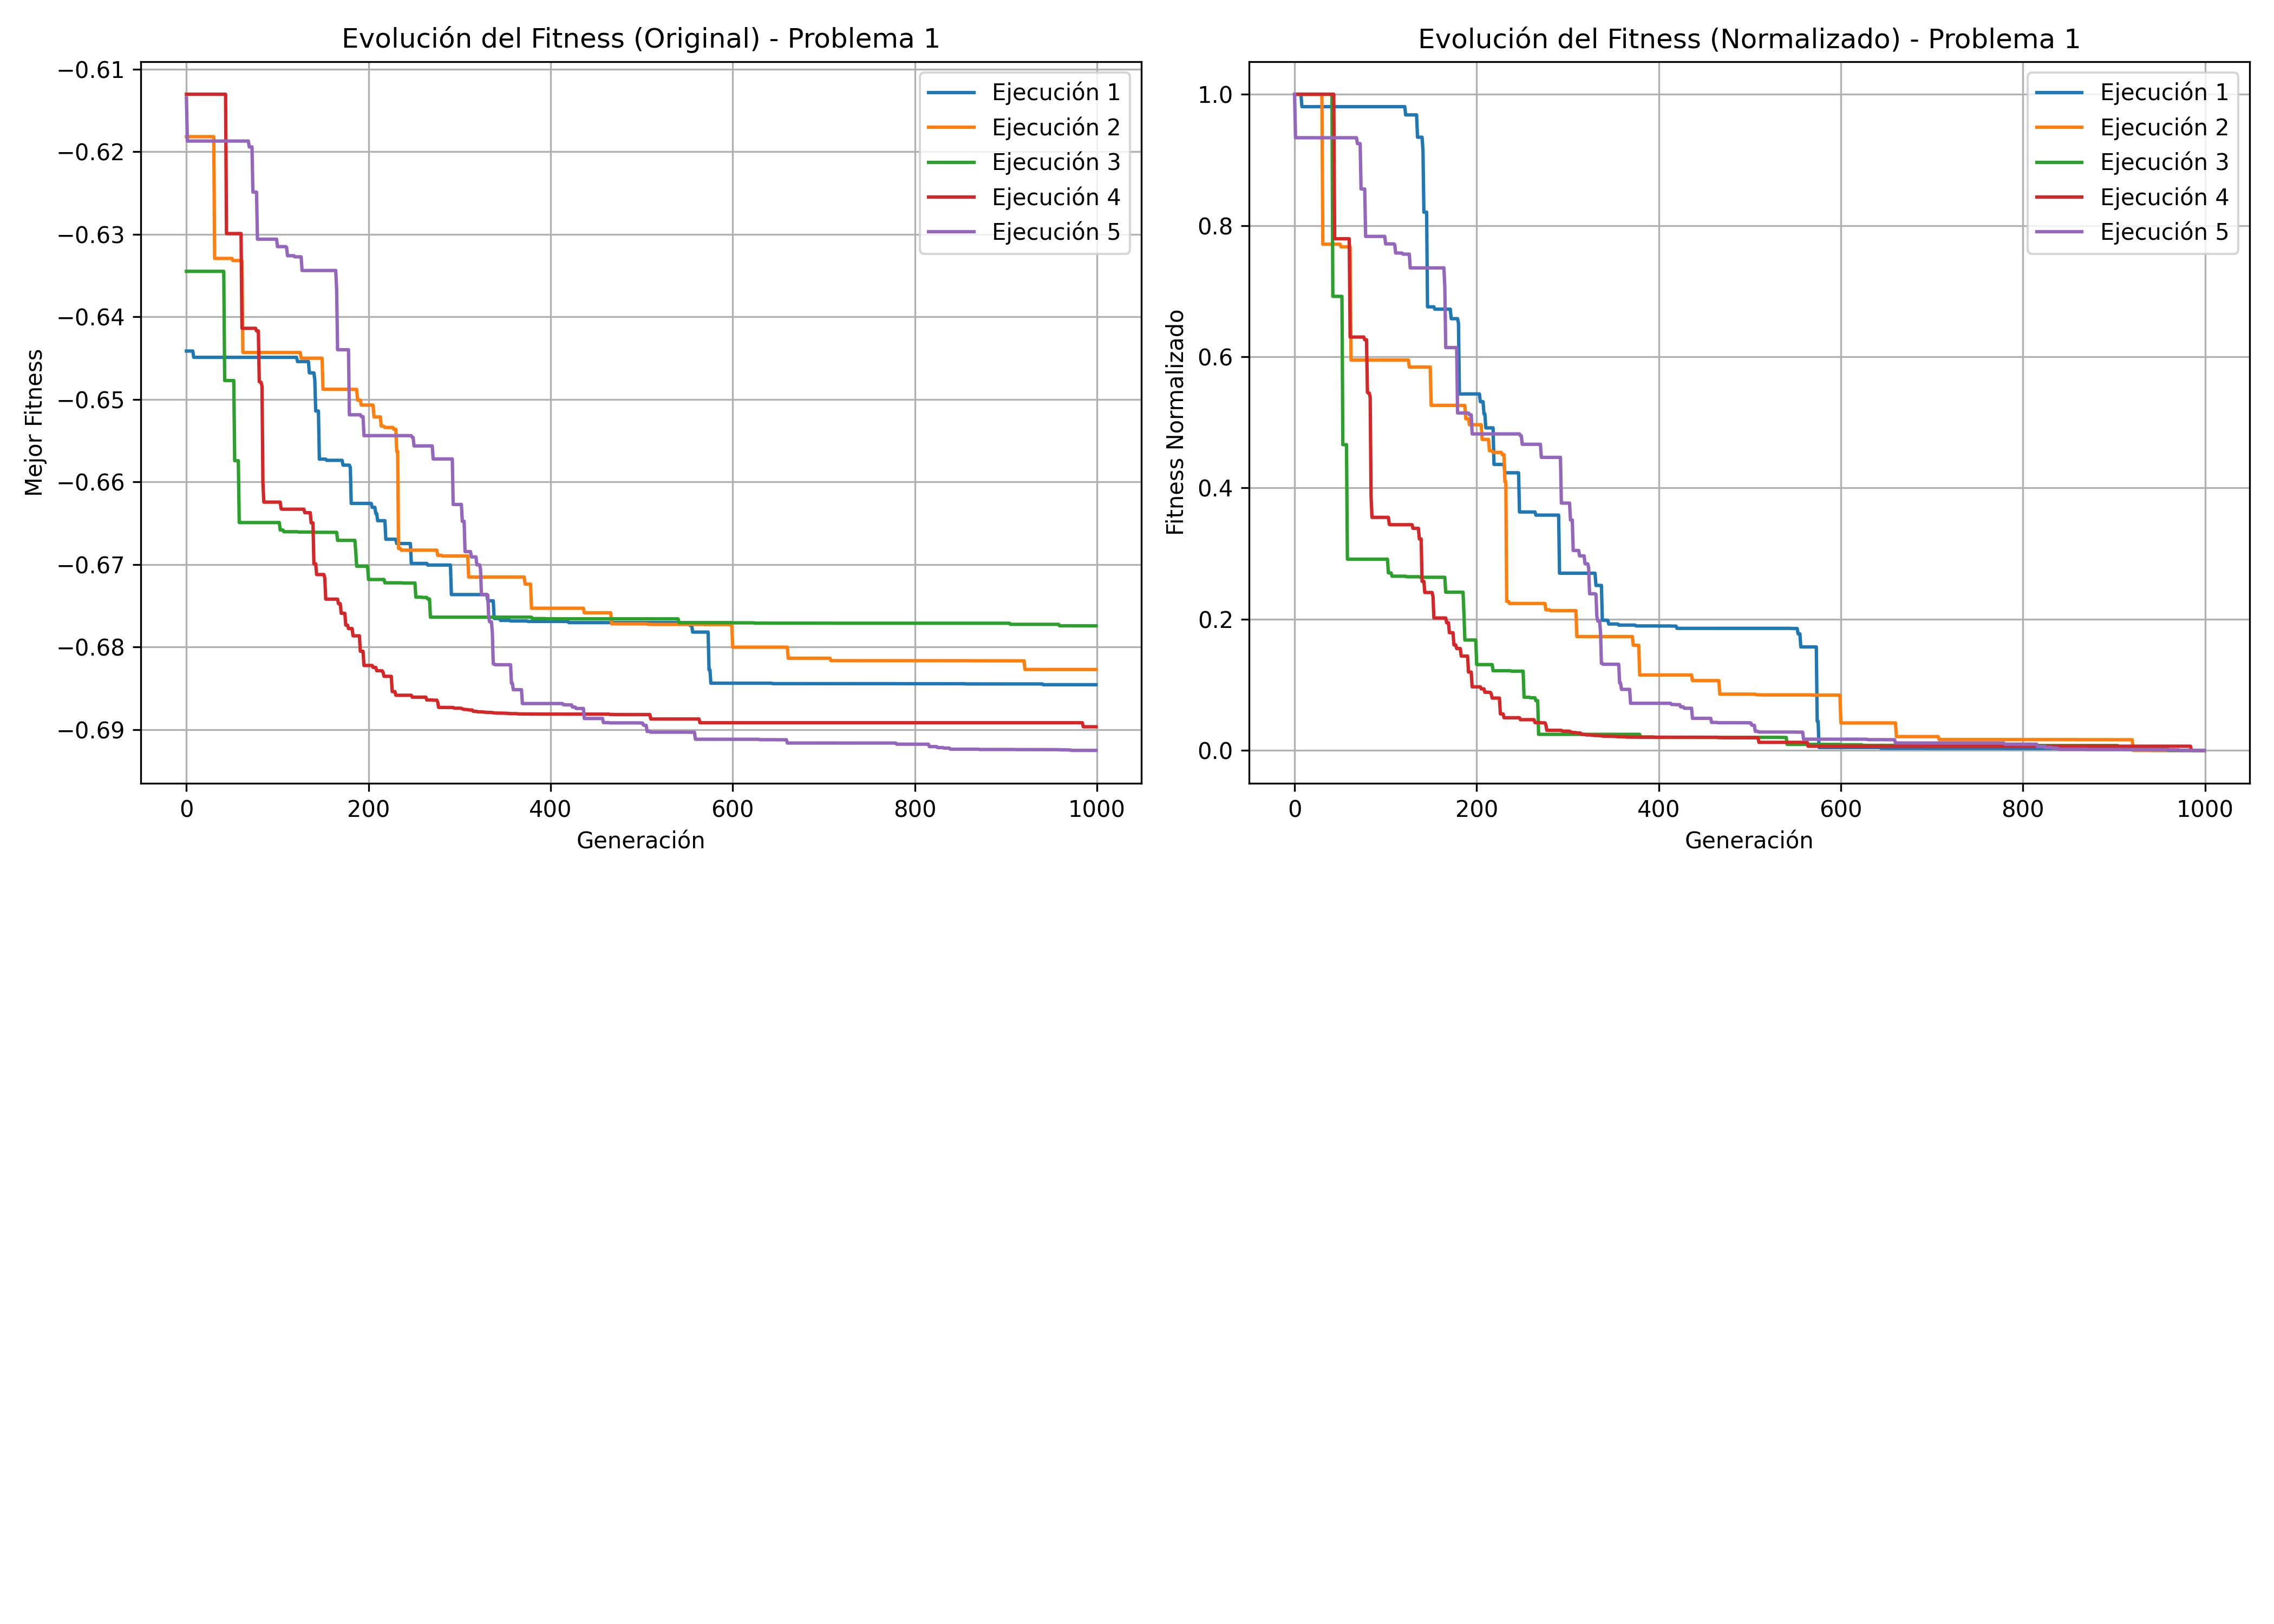 Evolución del Fitness (Original) - Problema 1
Mejor Fitness
−0.61
−0.62
−0.63
−0.64
−0.65
−0.66
−0.67
−0.68
−0.69
0
200
400
600
800
1000
Generación
Ejecución 1
Ejecución 2
Ejecución 3
Ejecución 4
Ejecución 5
Evolución del Fitness (Normalizado) - Problema 1
Fitness Normalizado
1.0
0.8
0.6
0.4
0.2
0.0
0
200
400
600
800
1000
Generación
Ejecución 1
Ejecución 2
Ejecución 3
Ejecución 4
Ejecución 5